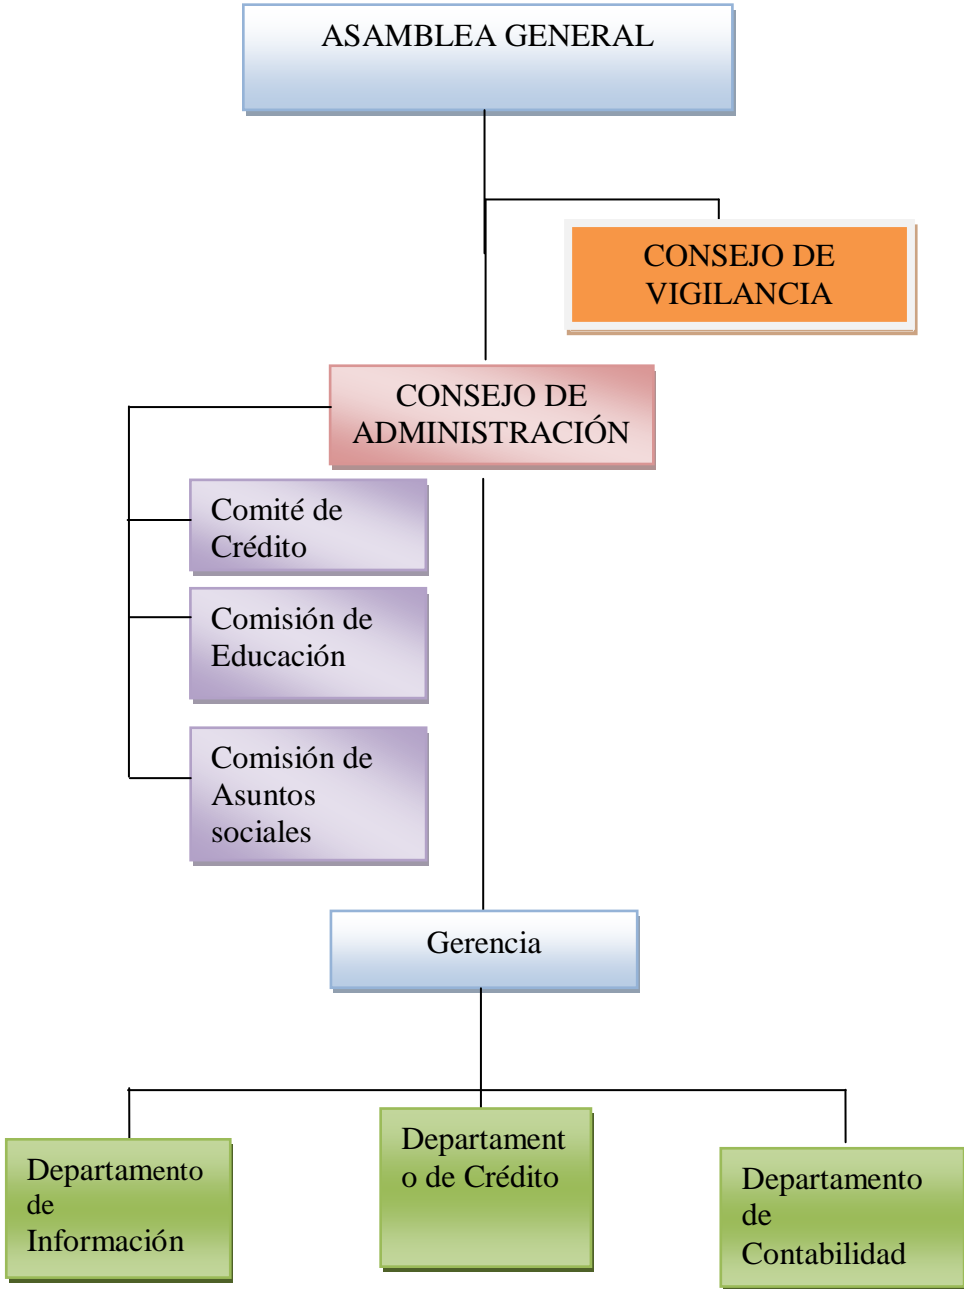 ASAMBLEA GENERAL
CONSEJO DE
VIGILANCIA
CONSEJO DE
ADMINISTRACIÓN
Comité de
Crédito
Comisión de
Educación
Comisión de
Asuntos
sociales
Gerencia
Departamento
de
Información
Departament
o de Crédito
Departamento
de
Contabilidad